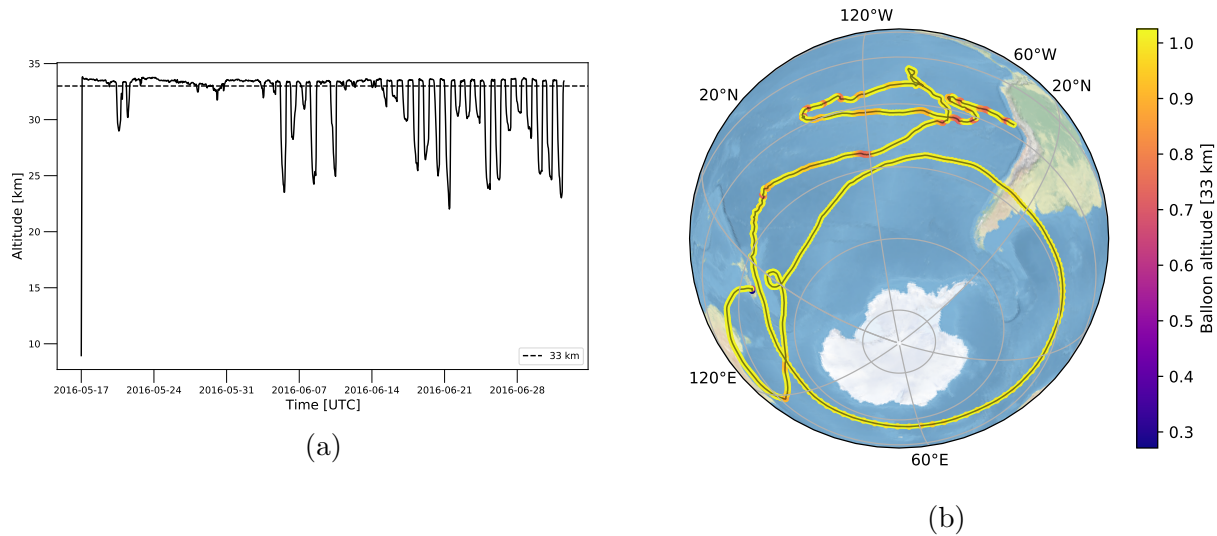 35
30
25
20
15
10
Altitude [km]
33 km
2016-05-17 2016-05-24 2016-05-31 2016-06-07 2016-06-14 2016-06-21 2016-06-28
Time [UTC]
(a)
120°W
60°W
20°N
20°N
120°E
60°E
1.0
0.9
0.8
0.7
0.6
0.5
0.4
0.3
Balloon altitude [33 km]
(b)